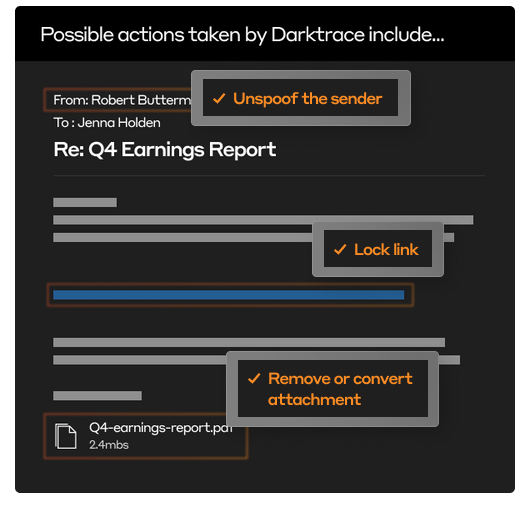 Possible actions taken by Darktrace include...
From: Robert Butterm
Unspoof the sender
To : Jenna Holden
Re: Q4 Earnings Report
Lock link
Remove or convert
attachment
Q4-earnings-report.pdf
2.4mbs